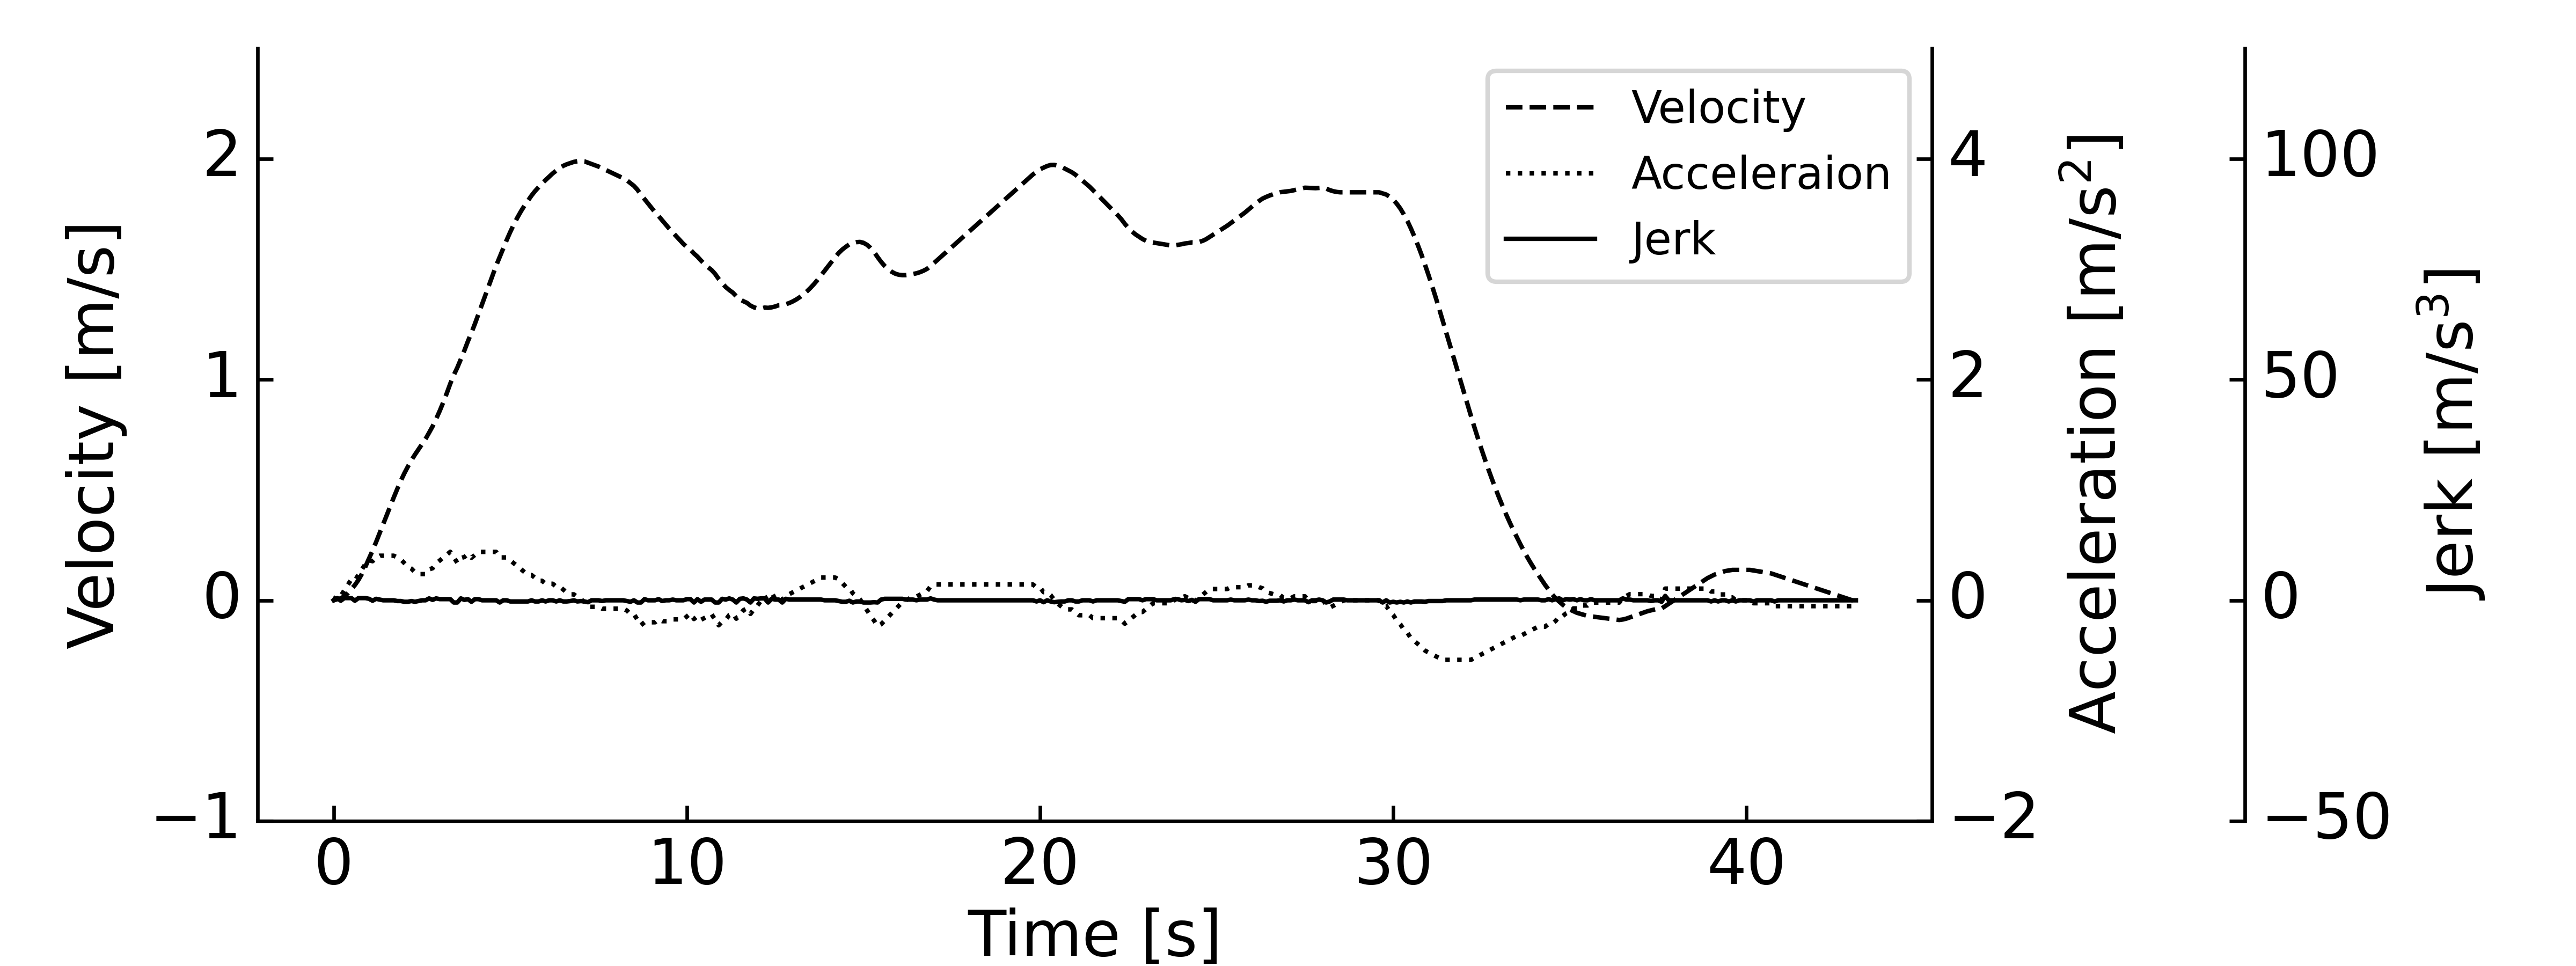 Velocity [m/s]
2
1
0
−1
0 10 20 30 40
Time [s]
Velocity
Acceleraion
Jerk
4
2
0
−2
Acceleration [m/s²]
100
50
0
−50
Jerk [m/s³]